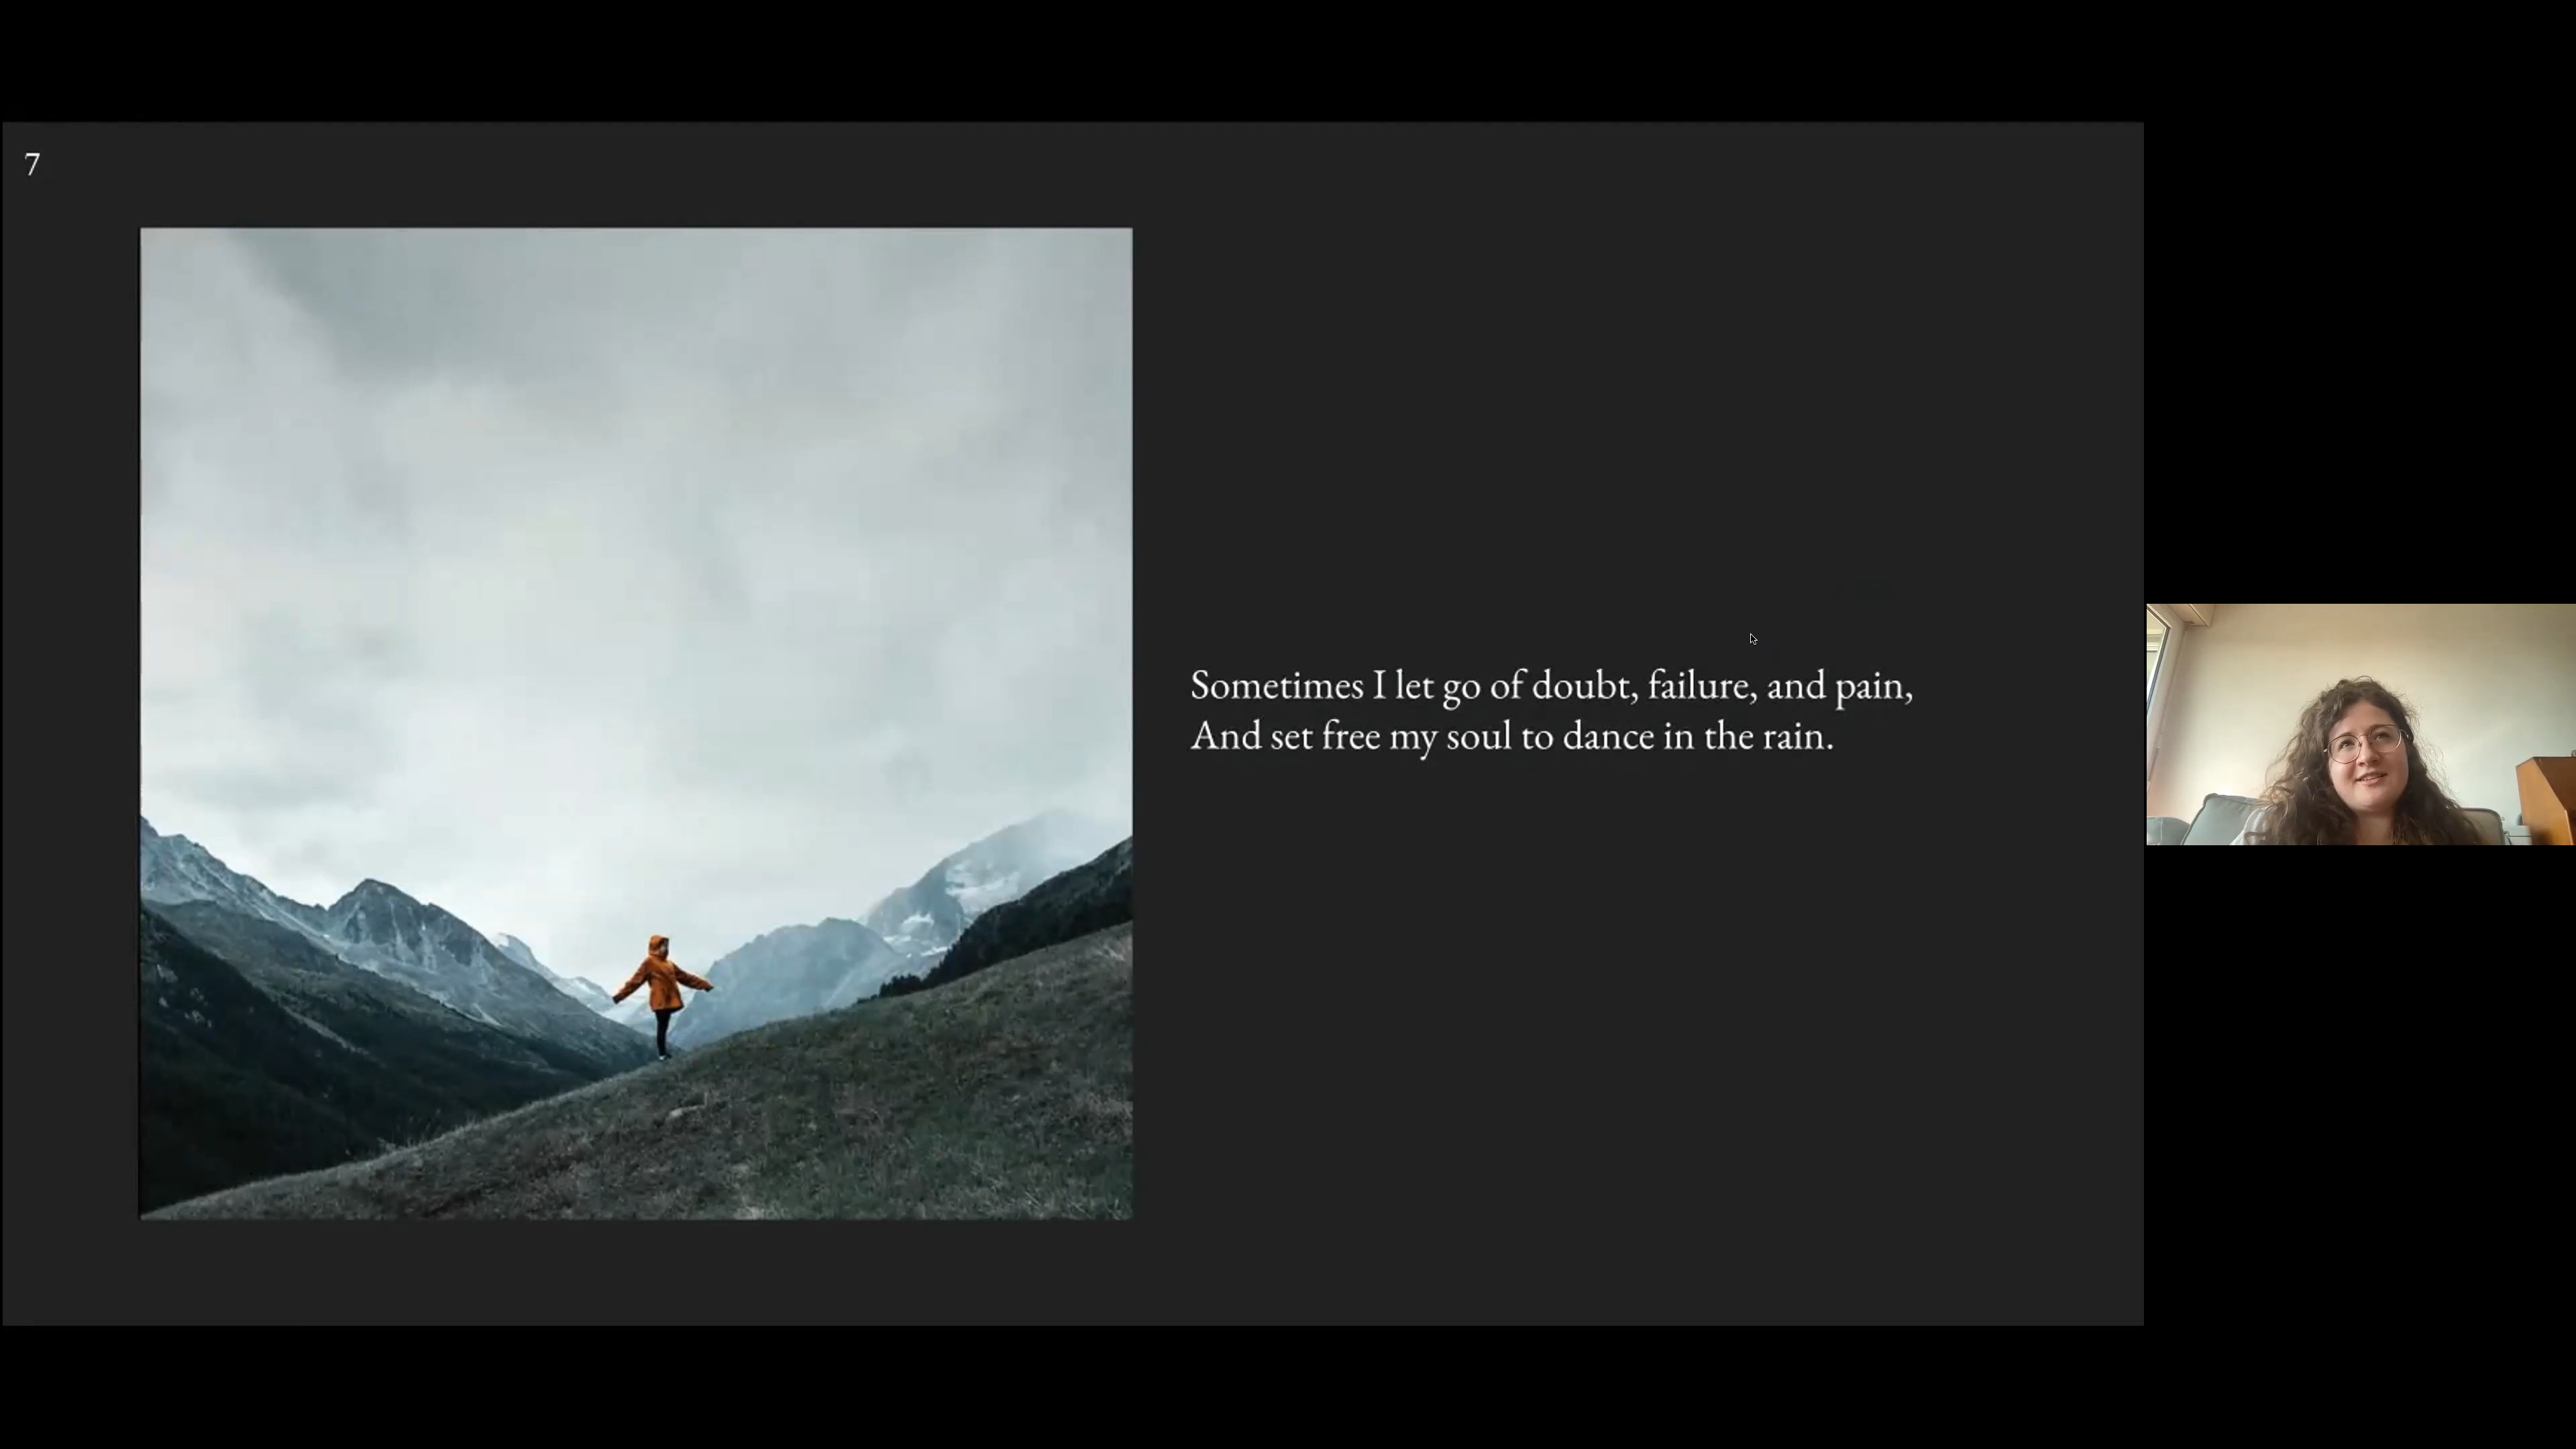 7
Sometimes I let go of doubt, failure, and pain,
And set free my soul to dance in the rain.